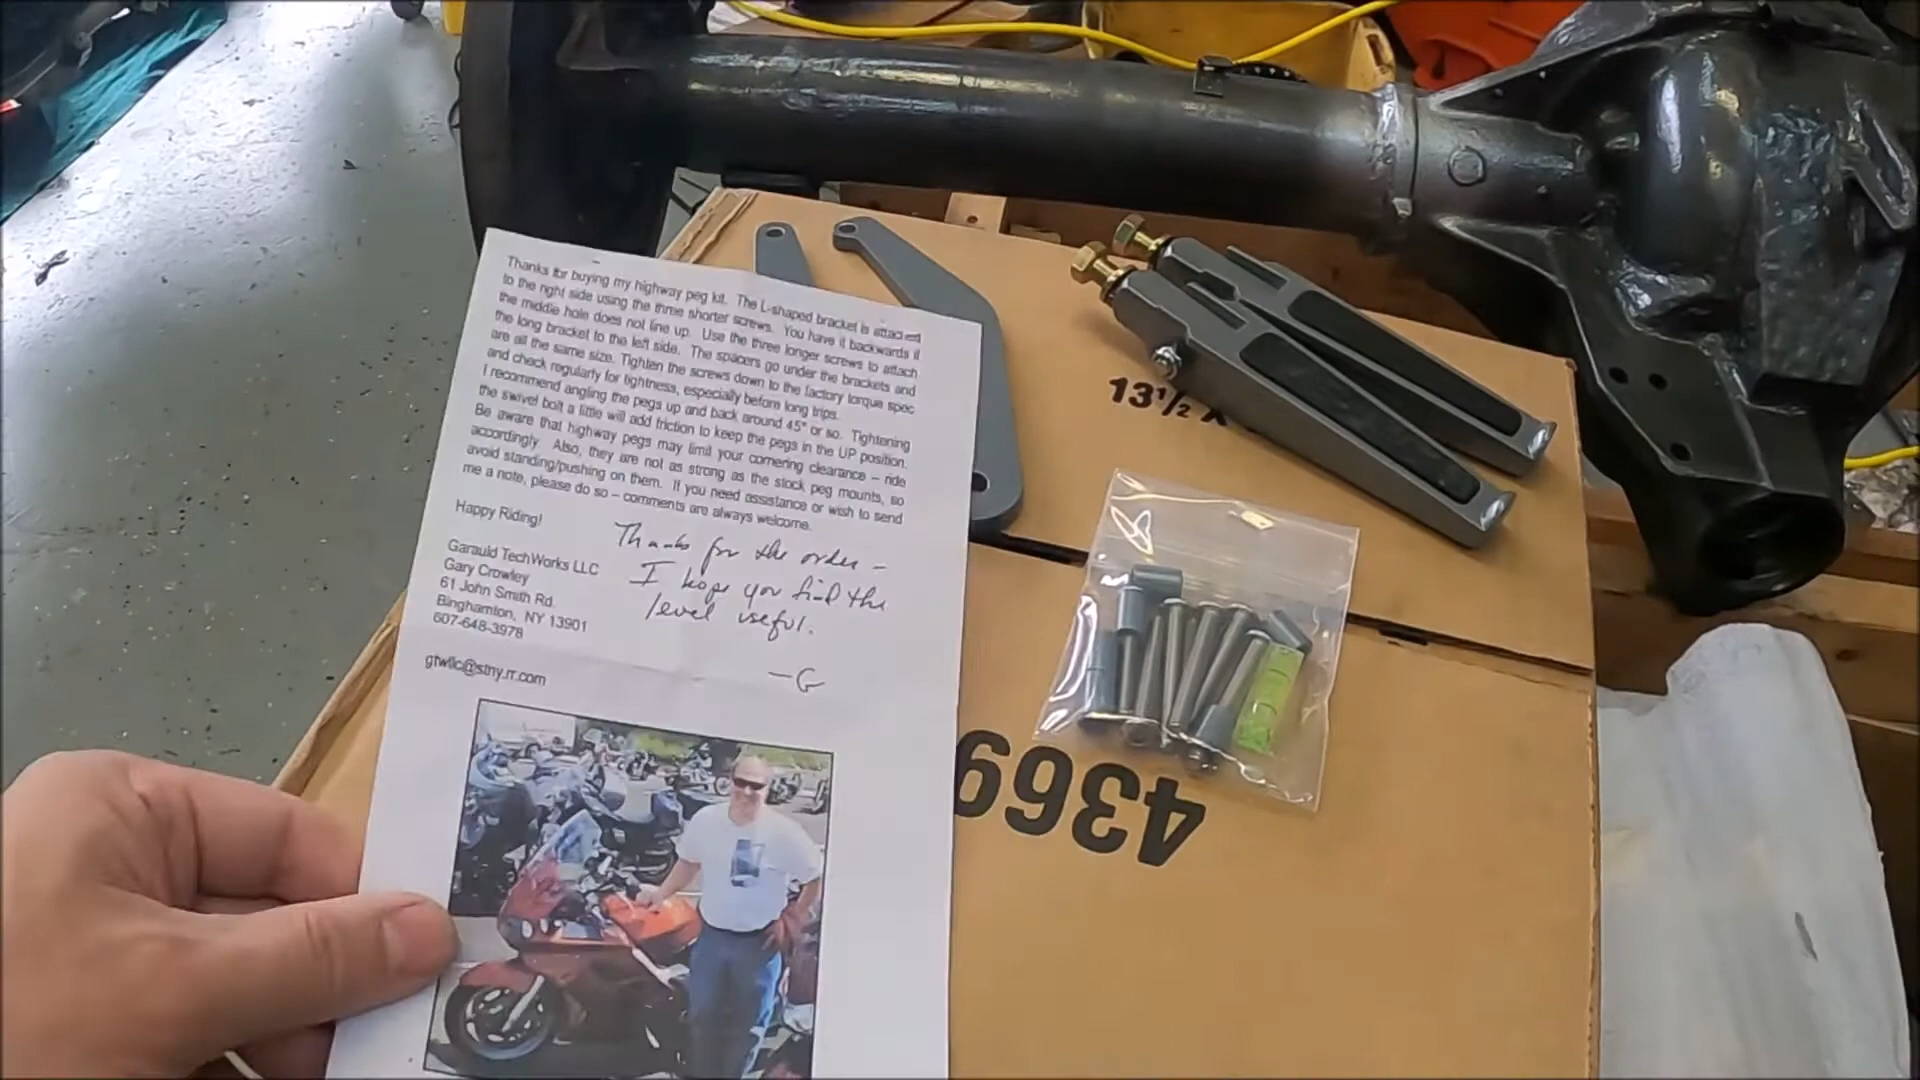 Thanks for buying my highway peg kit. The L-shaped bracket is attached
to the right side using the three shorter screws. You have it backwards if
the middle hole does not line up. Use the three longer screws to attach
the long bracket to the left side. The spacers go under the brackets and
are all the same size. Tighten the screws down to the factory torque spec
and check regularly for tightness, especially before long trips.
I recommend angling the pegs up and back around 45° or so. Tightening
the swivel bolt a little will add friction to keep the pegs in the UP position.
Be aware that highway pegs may limit your cornering clearance – ride
accordingly. Also, they are not as strong as the stock peg mounts, so
avoid standing/pushing on them. If you need assistance or wish to send
me a note, please do so – comments are always welcome.
Happy Riding!
Garauld TechWorks LLC
Gary Crowley
61 John Smith Rd.
Binghamton, NY 13901
607-648-3978
gtwllc@stny.rr.com
Thanks for the order –
I hope you find the
level useful.
–G
13½ X
4369